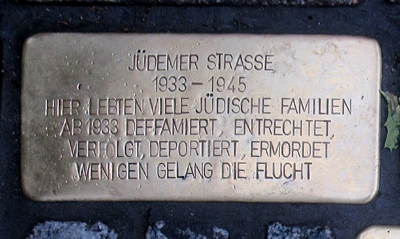 JÜDEMER STRASSE
1933 – 1945
HIER LEBTEN VIELE JÜDISCHE FAMILIEN
AB 1933 DEFFAMIERT, ENTRECHTET,
VERFOLGT, DEPORTIERT, ERMORDET
WENIGEN GELANG DIE FLUCHT